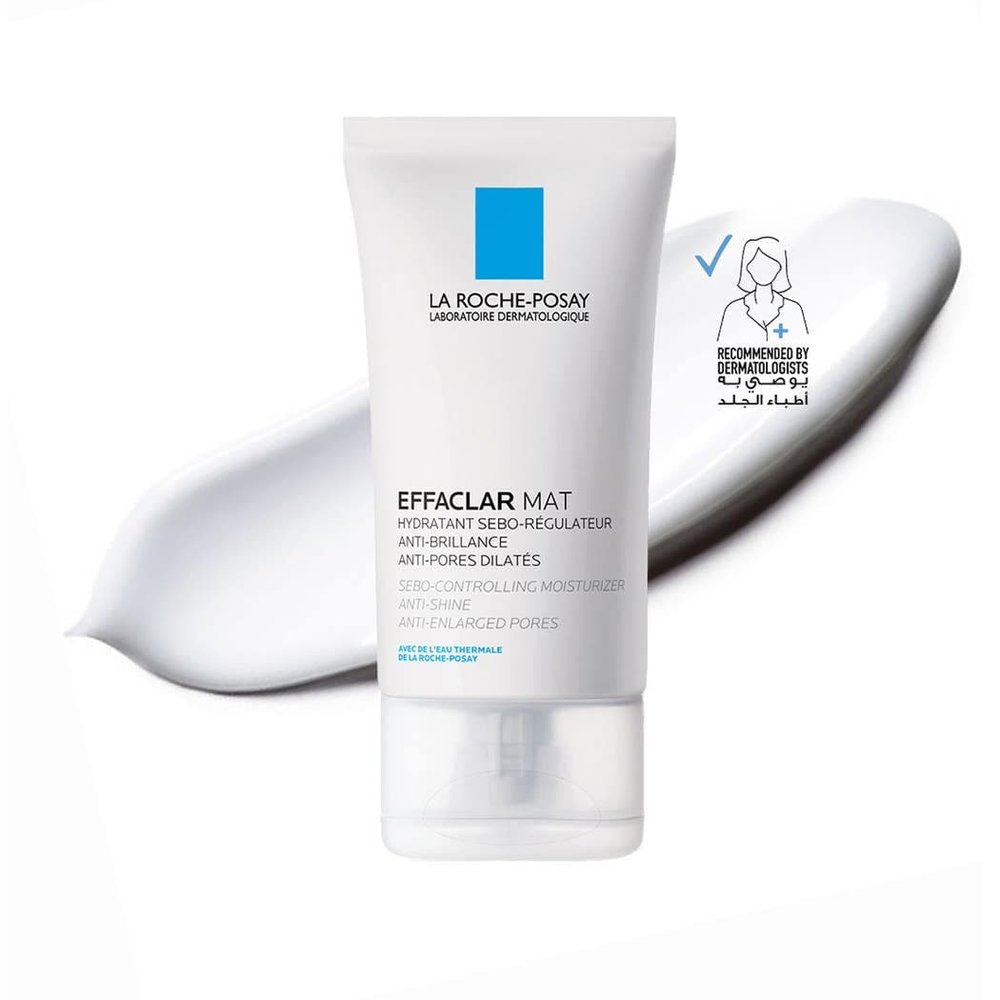 LA ROCHE-POSAY
LABORATOIRE DERMATOLOGIQUE
EFFACLAR MAT
HYDRATANT SEBO-RÉGULATEUR
ANTI-BRILLANCE
ANTI-PORES DILATÉS
SEBO-CONTROLLING MOISTURIZER
ANTI-SHINE
ANTI-ENLARGED PORES
AVEC DE L'EAU THERMALE
DE LA ROCHE-POSAY
RECOMMENDED BY
DERMATOLOGISTS
يوصي به
أطباء الجلد